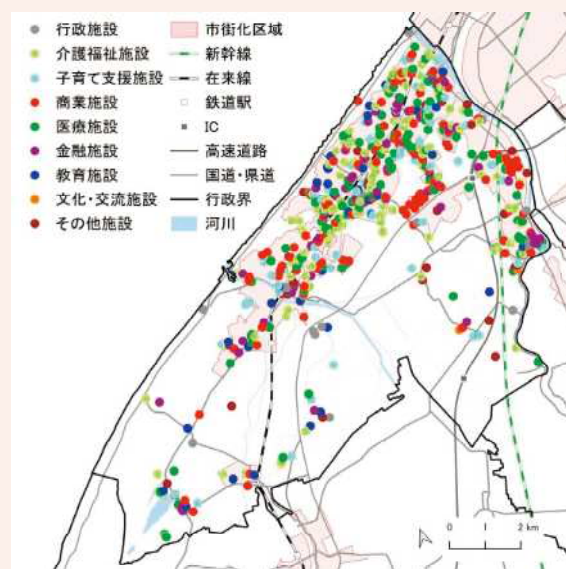 行政施設
介護福祉施設
子育て支援施設
商業施設
医療施設
金融施設
教育施設
文化・交流施設
その他施設
市街化区域
新幹線
在来線
鉄道駅
IC
高速道路
国道・県道
行政界
河川
0 1 2 km